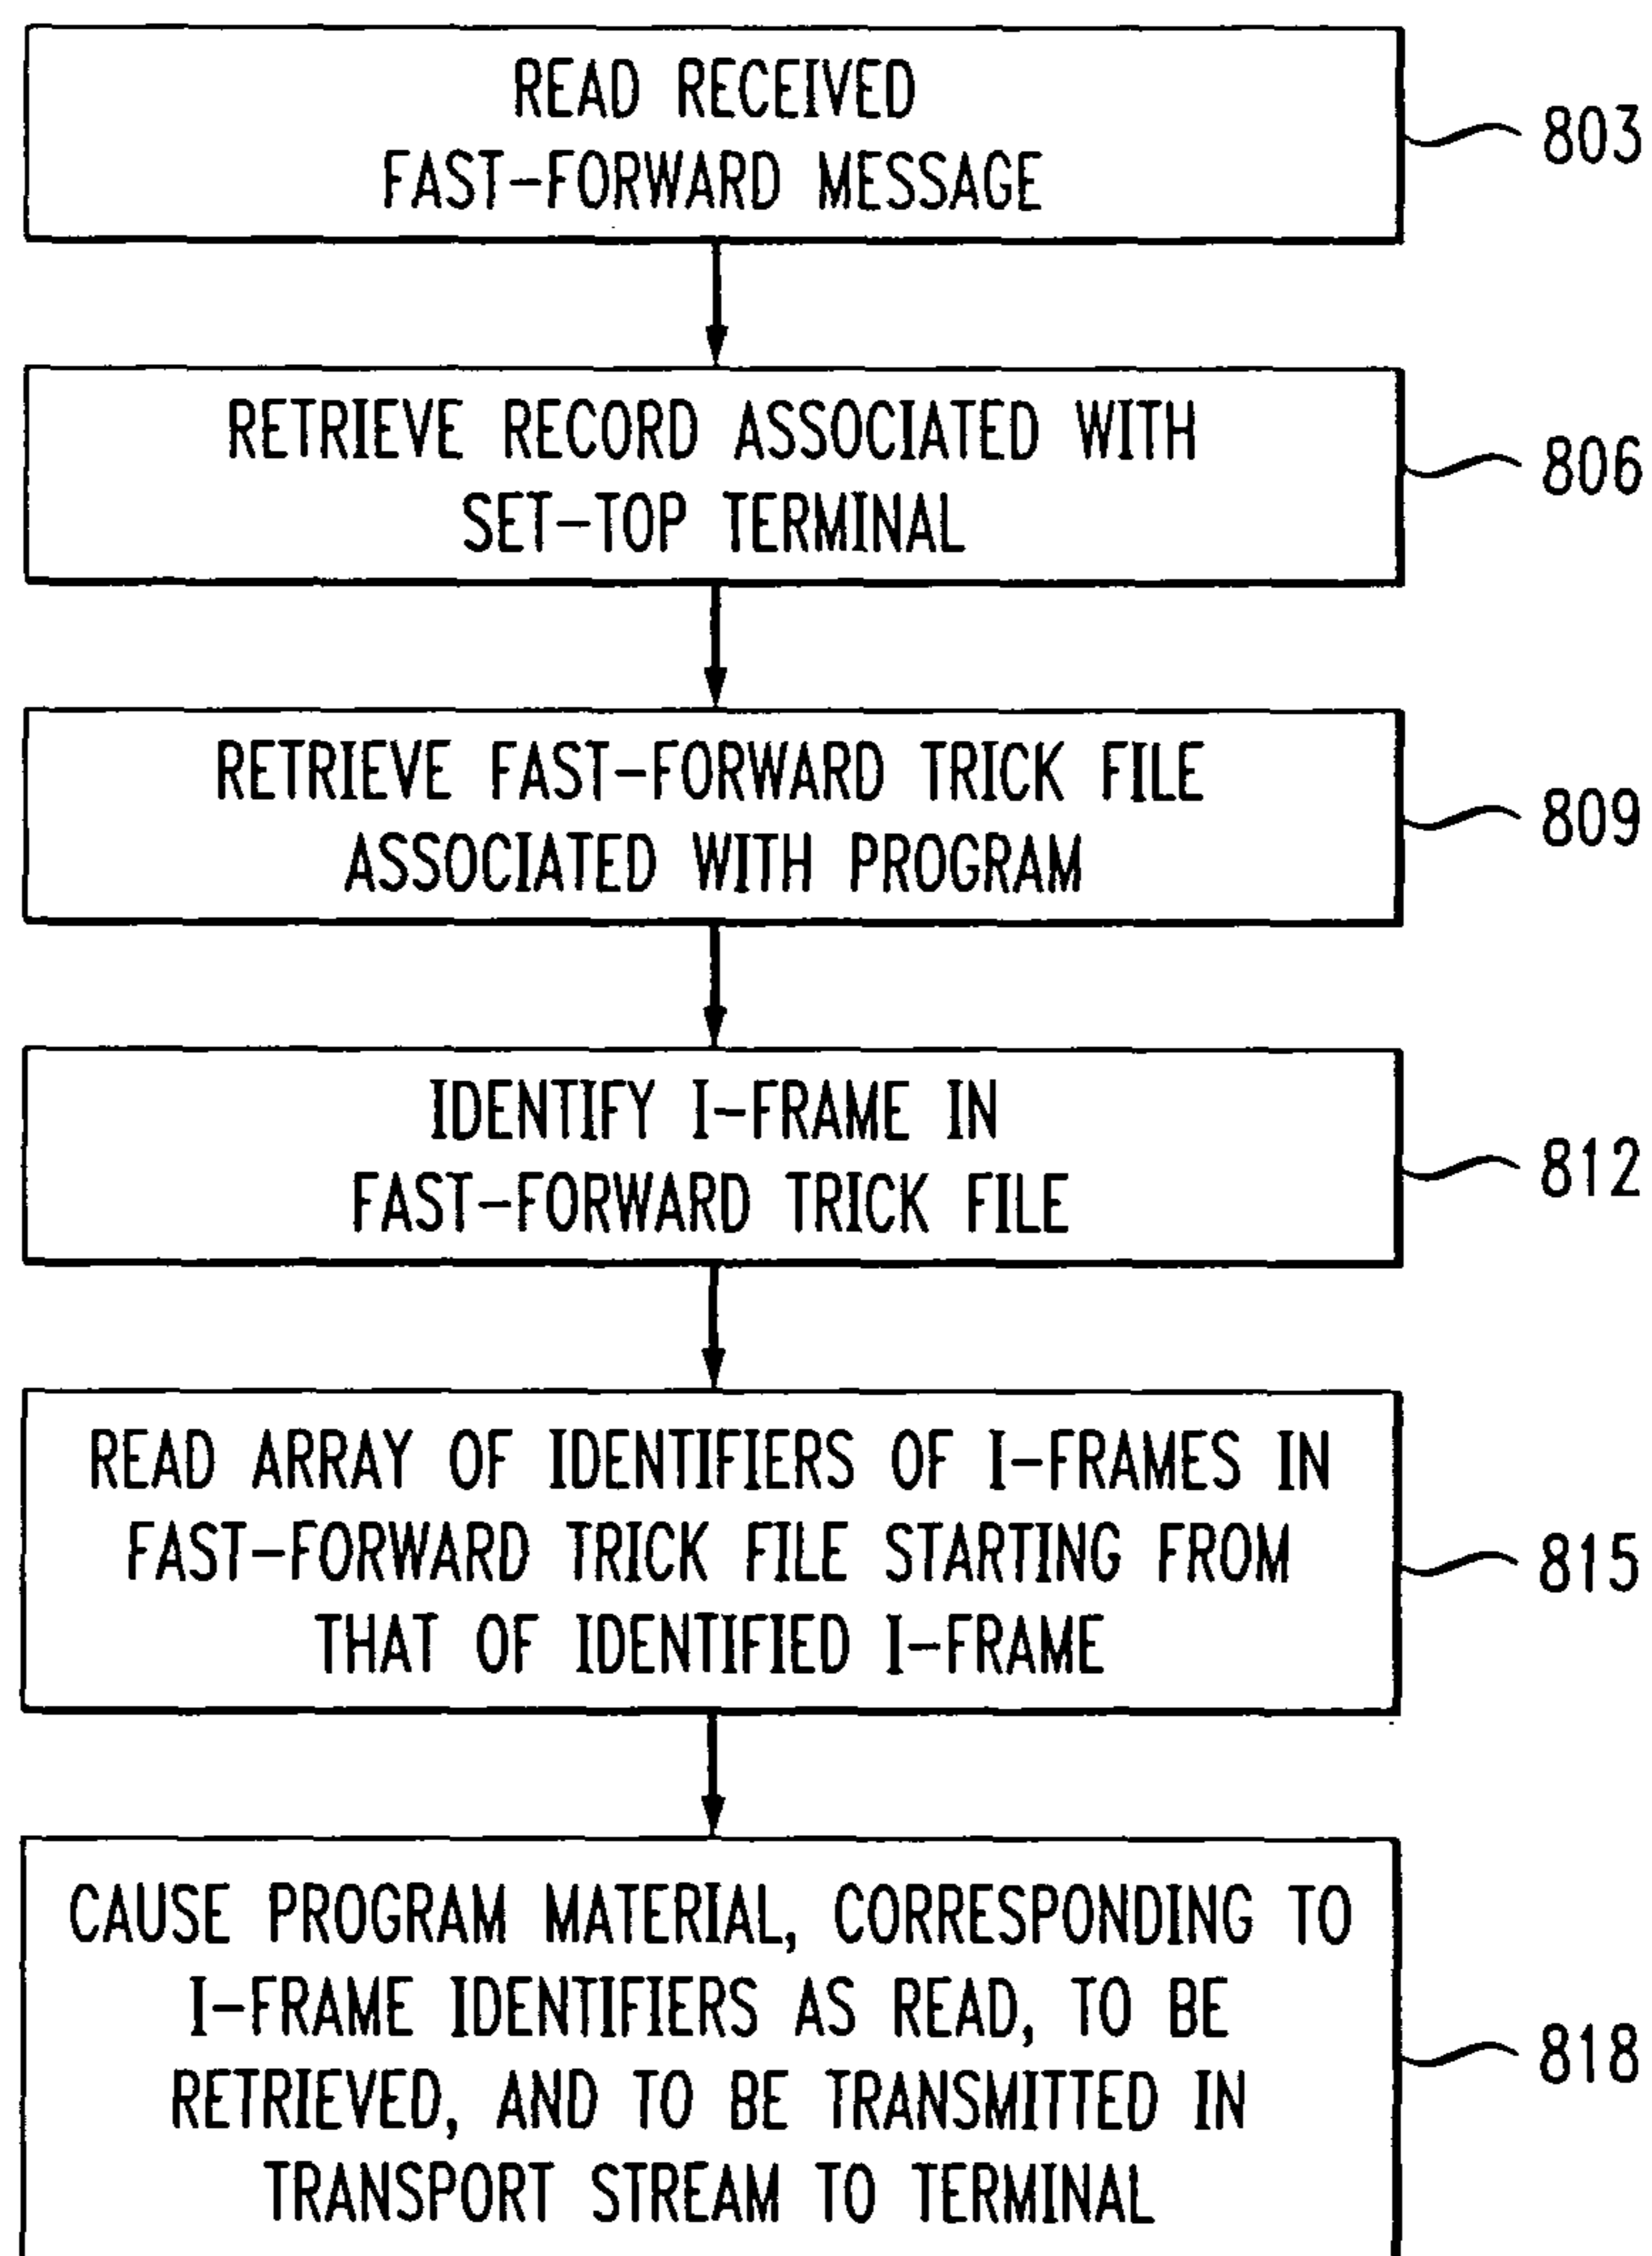 READ RECEIVED
FAST-FORWARD MESSAGE
803
RETRIEVE RECORD ASSOCIATED WITH
SET-TOP TERMINAL
806
RETRIEVE FAST-FORWARD TRICK FILE
ASSOCIATED WITH PROGRAM
809
IDENTIFY I-FRAME IN
FAST-FORWARD TRICK FILE
812
READ ARRAY OF IDENTIFIERS OF I-FRAMES IN
FAST-FORWARD TRICK FILE STARTING FROM
THAT OF IDENTIFIED I-FRAME
815
CAUSE PROGRAM MATERIAL, CORRESPONDING TO
I-FRAME IDENTIFIERS AS READ, TO BE
RETRIEVED, AND TO BE TRANSMITTED IN
TRANSPORT STREAM TO TERMINAL
818